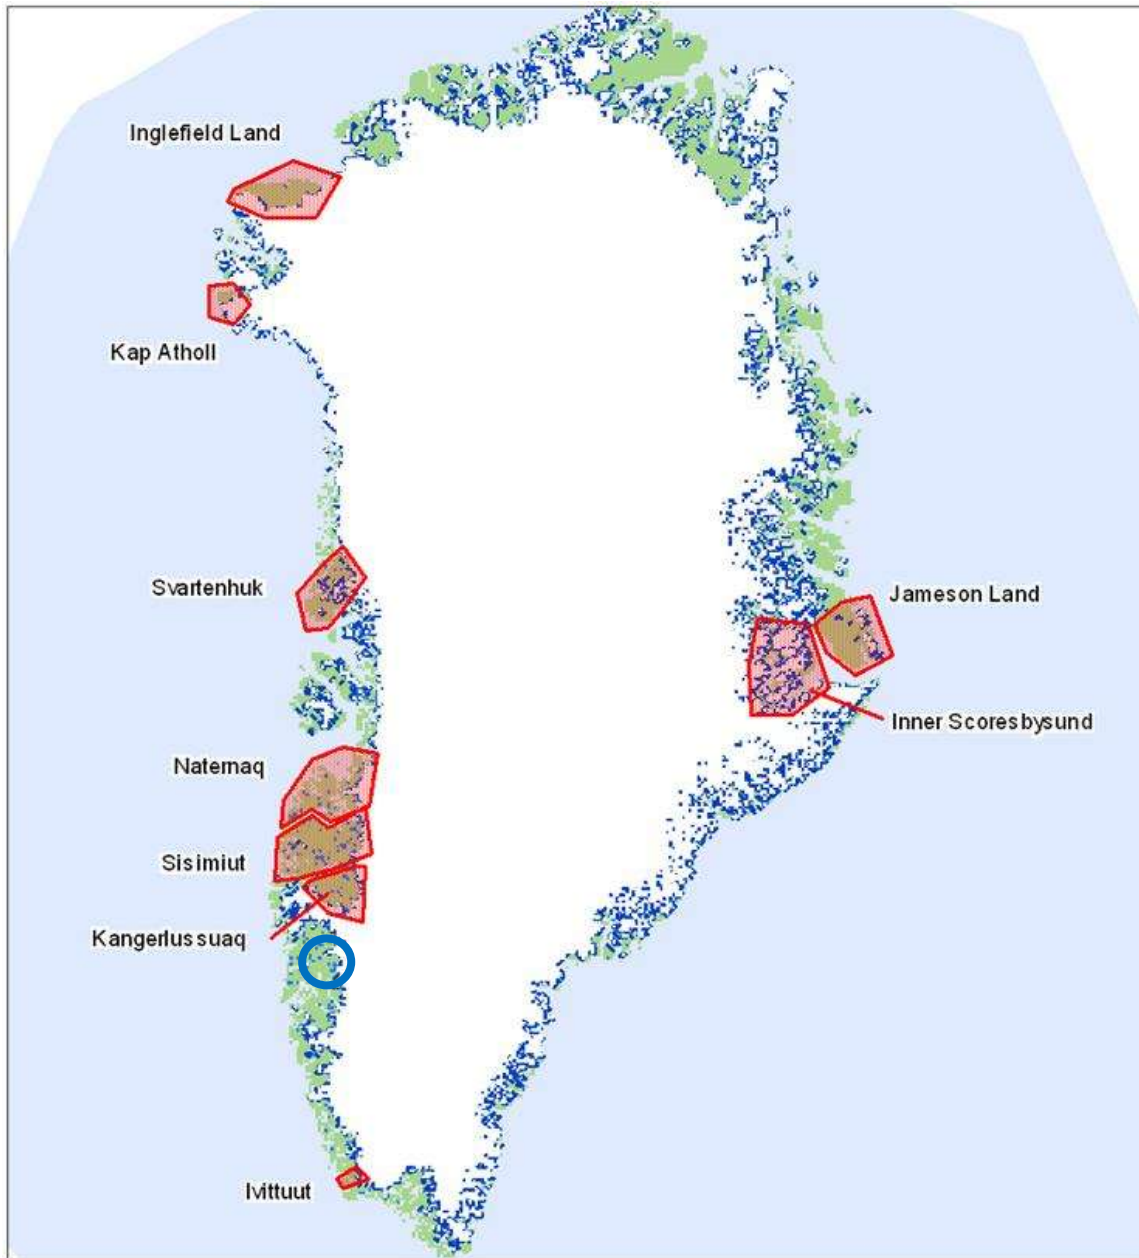 Inglefield Land
Kap Atholl
Svartenhuk
Jameson Land
Inner Scoresbysund
Naternaq
Sisimiut
Kangerlussuaq
Ivittuut